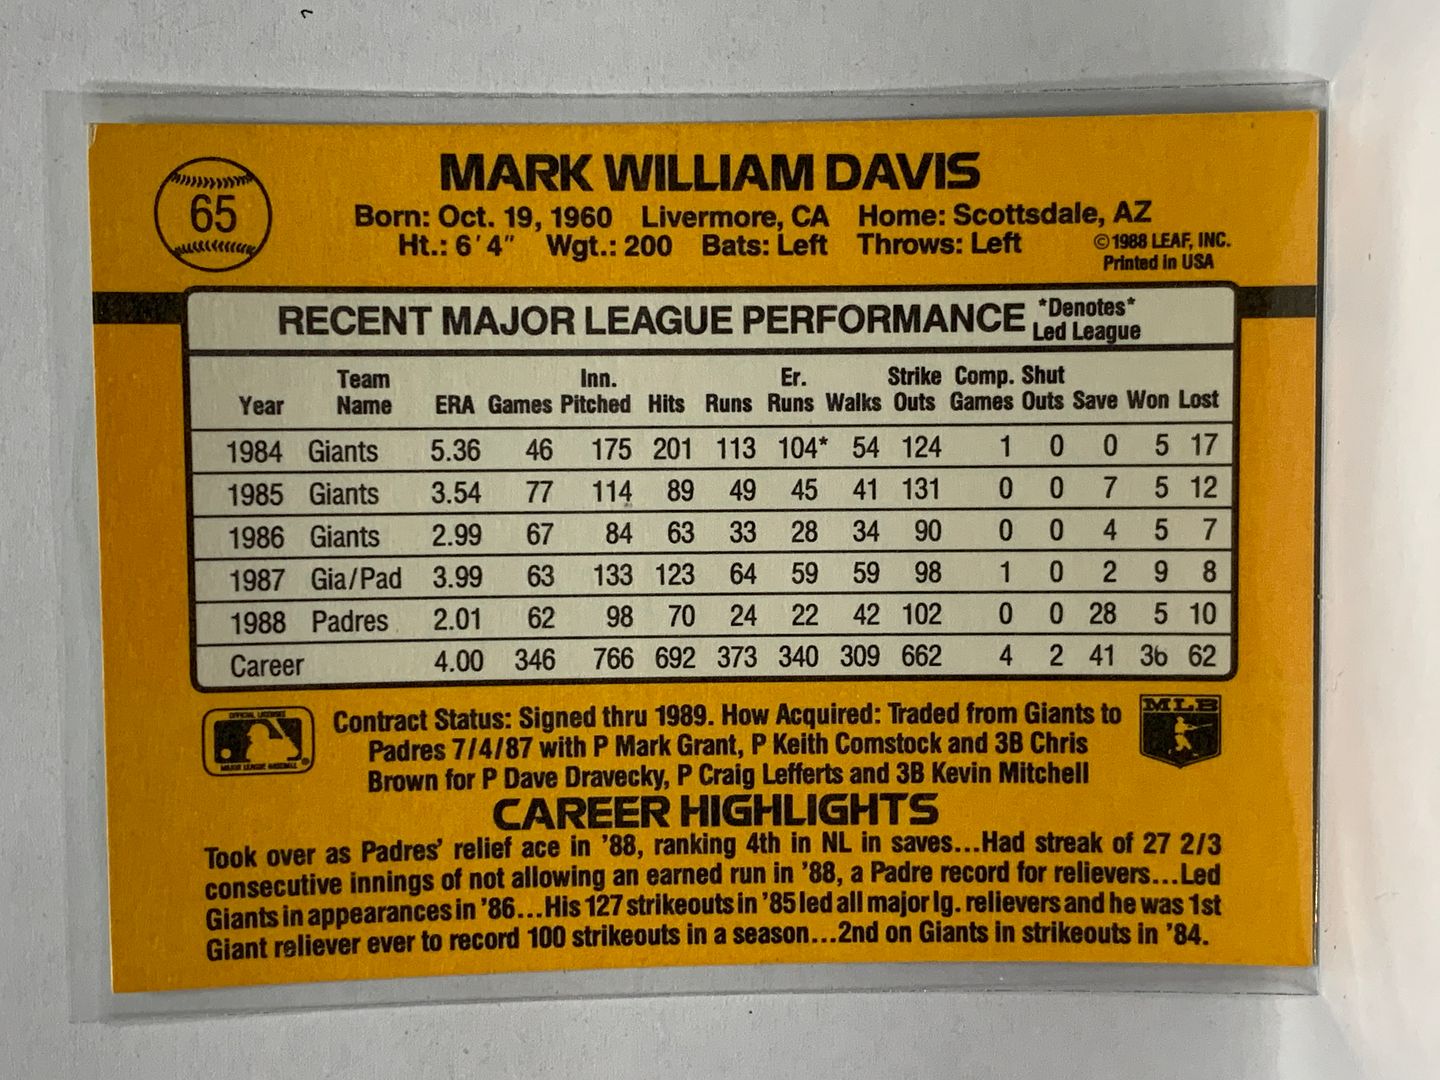 65
MARK WILLIAM DAVIS
Born: Oct. 19, 1960 Livermore, CA Home: Scottsdale, AZ
Ht.: 6'4" Wgt.: 200 Bats: Left Throws: Left
©1988 LEAF, INC.
Printed in USA
RECENT MAJOR LEAGUE PERFORMANCE *Denotes*
Led League
Year Team Name ERA Games Inn. Pitched Hits Runs Er. Runs Walks Strike Outs Comp. Games Shut Outs Save Won Lost
1984 Giants 5.36 46 175 201 113 104* 54 124 1 0 0 5 17
1985 Giants 3.54 77 114 89 49 45 41 131 0 0 7 5 12
1986 Giants 2.99 67 84 63 33 28 34 90 0 0 4 5 7
1987 Gia/Pad 3.99 63 133 123 64 59 59 98 1 0 2 9 8
1988 Padres 2.01 62 98 70 24 22 42 102 0 0 28 5 10
Career 4.00 346 766 692 373 340 309 662 4 2 41 36 62
OFFICIAL LICENSEE
MAJOR LEAGUE BASEBALL
®
Contract Status: Signed thru 1989. How Acquired: Traded from Giants to
Padres 7/4/87 with P Mark Grant, P Keith Comstock and 3B Chris
Brown for P Dave Dravecky, P Craig Lefferts and 3B Kevin Mitchell
MLB
CAREER HIGHLIGHTS
Took over as Padres' relief ace in '88, ranking 4th in NL in saves...Had streak of 27 2/3
consecutive innings of not allowing an earned run in '88, a Padre record for relievers...Led
Giants in appearances in '86...His 127 strikeouts in '85 led all major lg. relievers and he was 1st
Giant reliever ever to record 100 strikeouts in a season...2nd on Giants in strikeouts in '84.